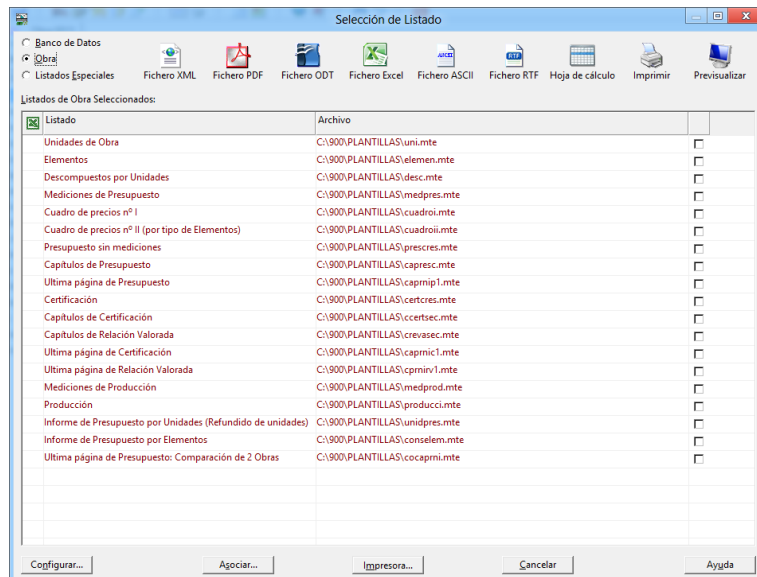 Selección de Listado
Banco de Datos
Obra
Listados Especiales
Fichero XML
Fichero PDF
Fichero ODT
Fichero Excel
Fichero ASCII
Fichero RTF
Hoja de cálculo
Imprimir
Previsualizar
Listados de Obra Seleccionados:
Listado Archivo
Unidades de Obra C:\900\PLANTILLAS\uni.mte
Elementos C:\900\PLANTILLAS\elemen.mte
Descompuestos por Unidades C:\900\PLANTILLAS\desc.mte
Mediciones de Presupuesto C:\900\PLANTILLAS\medpres.mte
Cuadro de precios nº I C:\900\PLANTILLAS\cuadroi.mte
Cuadro de precios nº II (por tipo de Elementos) C:\900\PLANTILLAS\cuadroii.mte
Presupuesto sin mediciones C:\900\PLANTILLAS\prescres.mte
Capítulos de Presupuesto C:\900\PLANTILLAS\capresc.mte
Ultima página de Presupuesto C:\900\PLANTILLAS\caprnip1.mte
Certificación C:\900\PLANTILLAS\certcres.mte
Capítulos de Certificación C:\900\PLANTILLAS\ccertsec.mte
Capítulos de Relación Valorada C:\900\PLANTILLAS\crevasec.mte
Ultima página de Certificación C:\900\PLANTILLAS\caprnic1.mte
Ultima página de Relación Valorada C:\900\PLANTILLAS\cprnirv1.mte
Mediciones de Producción C:\900\PLANTILLAS\medprod.mte
Producción C:\900\PLANTILLAS\producci.mte
Informe de Presupuesto por Unidades (Refundido de unidades) C:\900\PLANTILLAS\unidpres.mte
Informe de Presupuesto por Elementos C:\900\PLANTILLAS\conselem.mte
Ultima página de Presupuesto: Comparación de 2 Obras C:\900\PLANTILLAS\cocaprni.mte
Configurar... Asociar... Impresora... Cancelar Ayuda